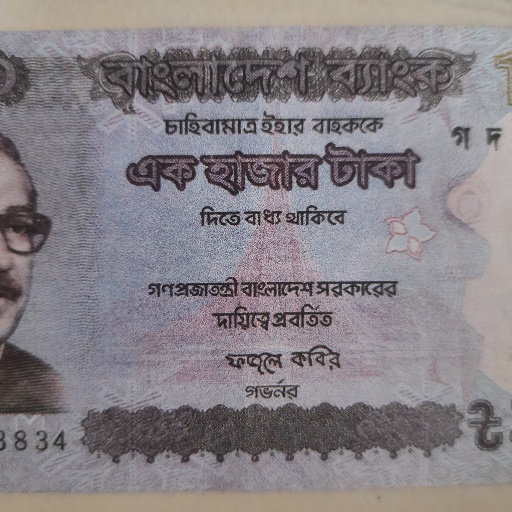 বাংলাদেশ ব্যাংক
চাহিবামাত্র ইহার বাহককে
গ দ
এক হাজার টাকা
দিতে বাধ্য থাকিবে
গণপ্রজাতন্ত্রী বাংলাদেশ সরকারের
দায়িত্বে প্রবর্তিত
ফজলে কবির
গভর্নর
3834
৳